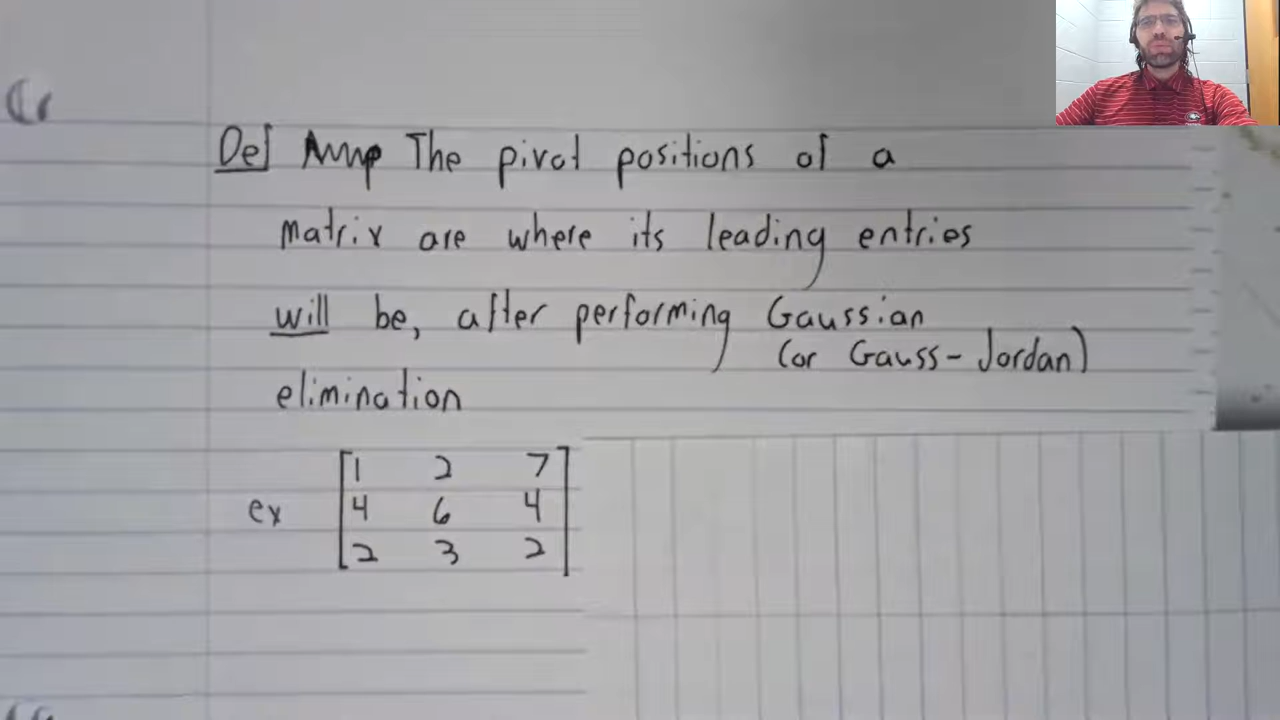 Def The pivot positions of a
matrix are where its leading entries
will be, after performing Gaussian
(or Gauss-Jordan)
elimination
ex [1 2 7
4 6 4
2 3 2]